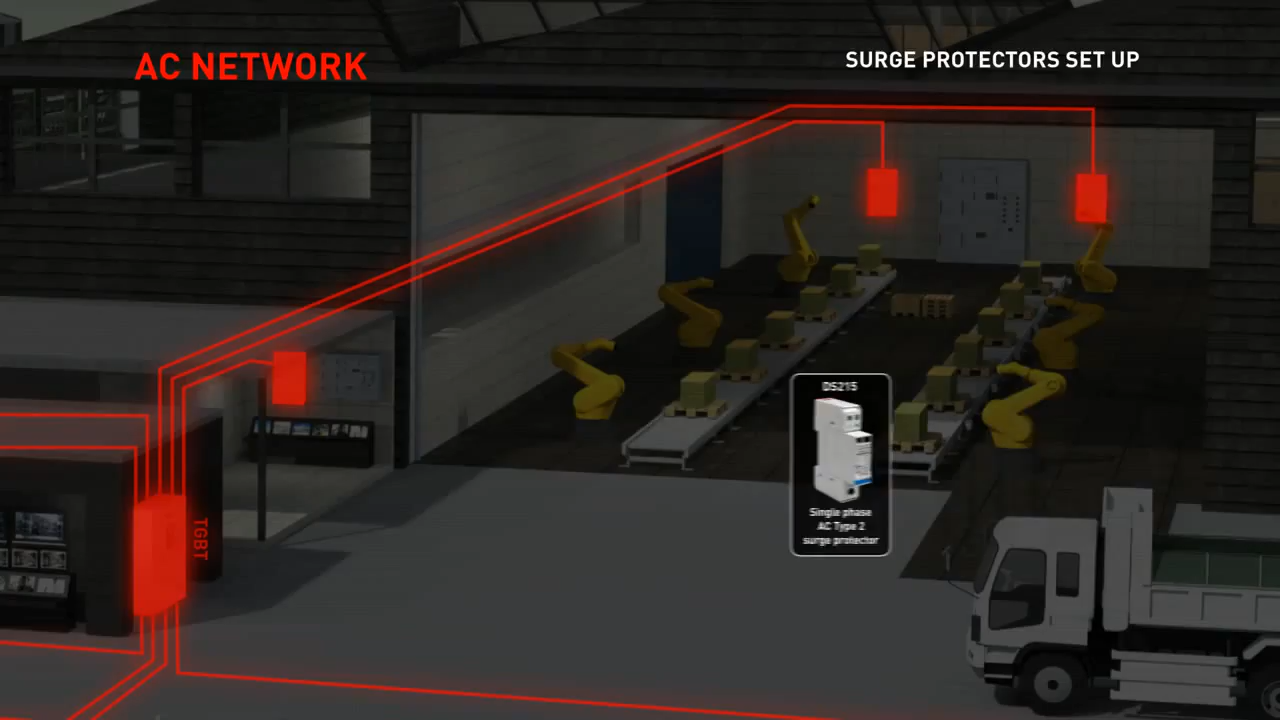 AC NETWORK
SURGE PROTECTORS SET UP
DS215
Single phase
AC Type 2
surge protector
TGBT